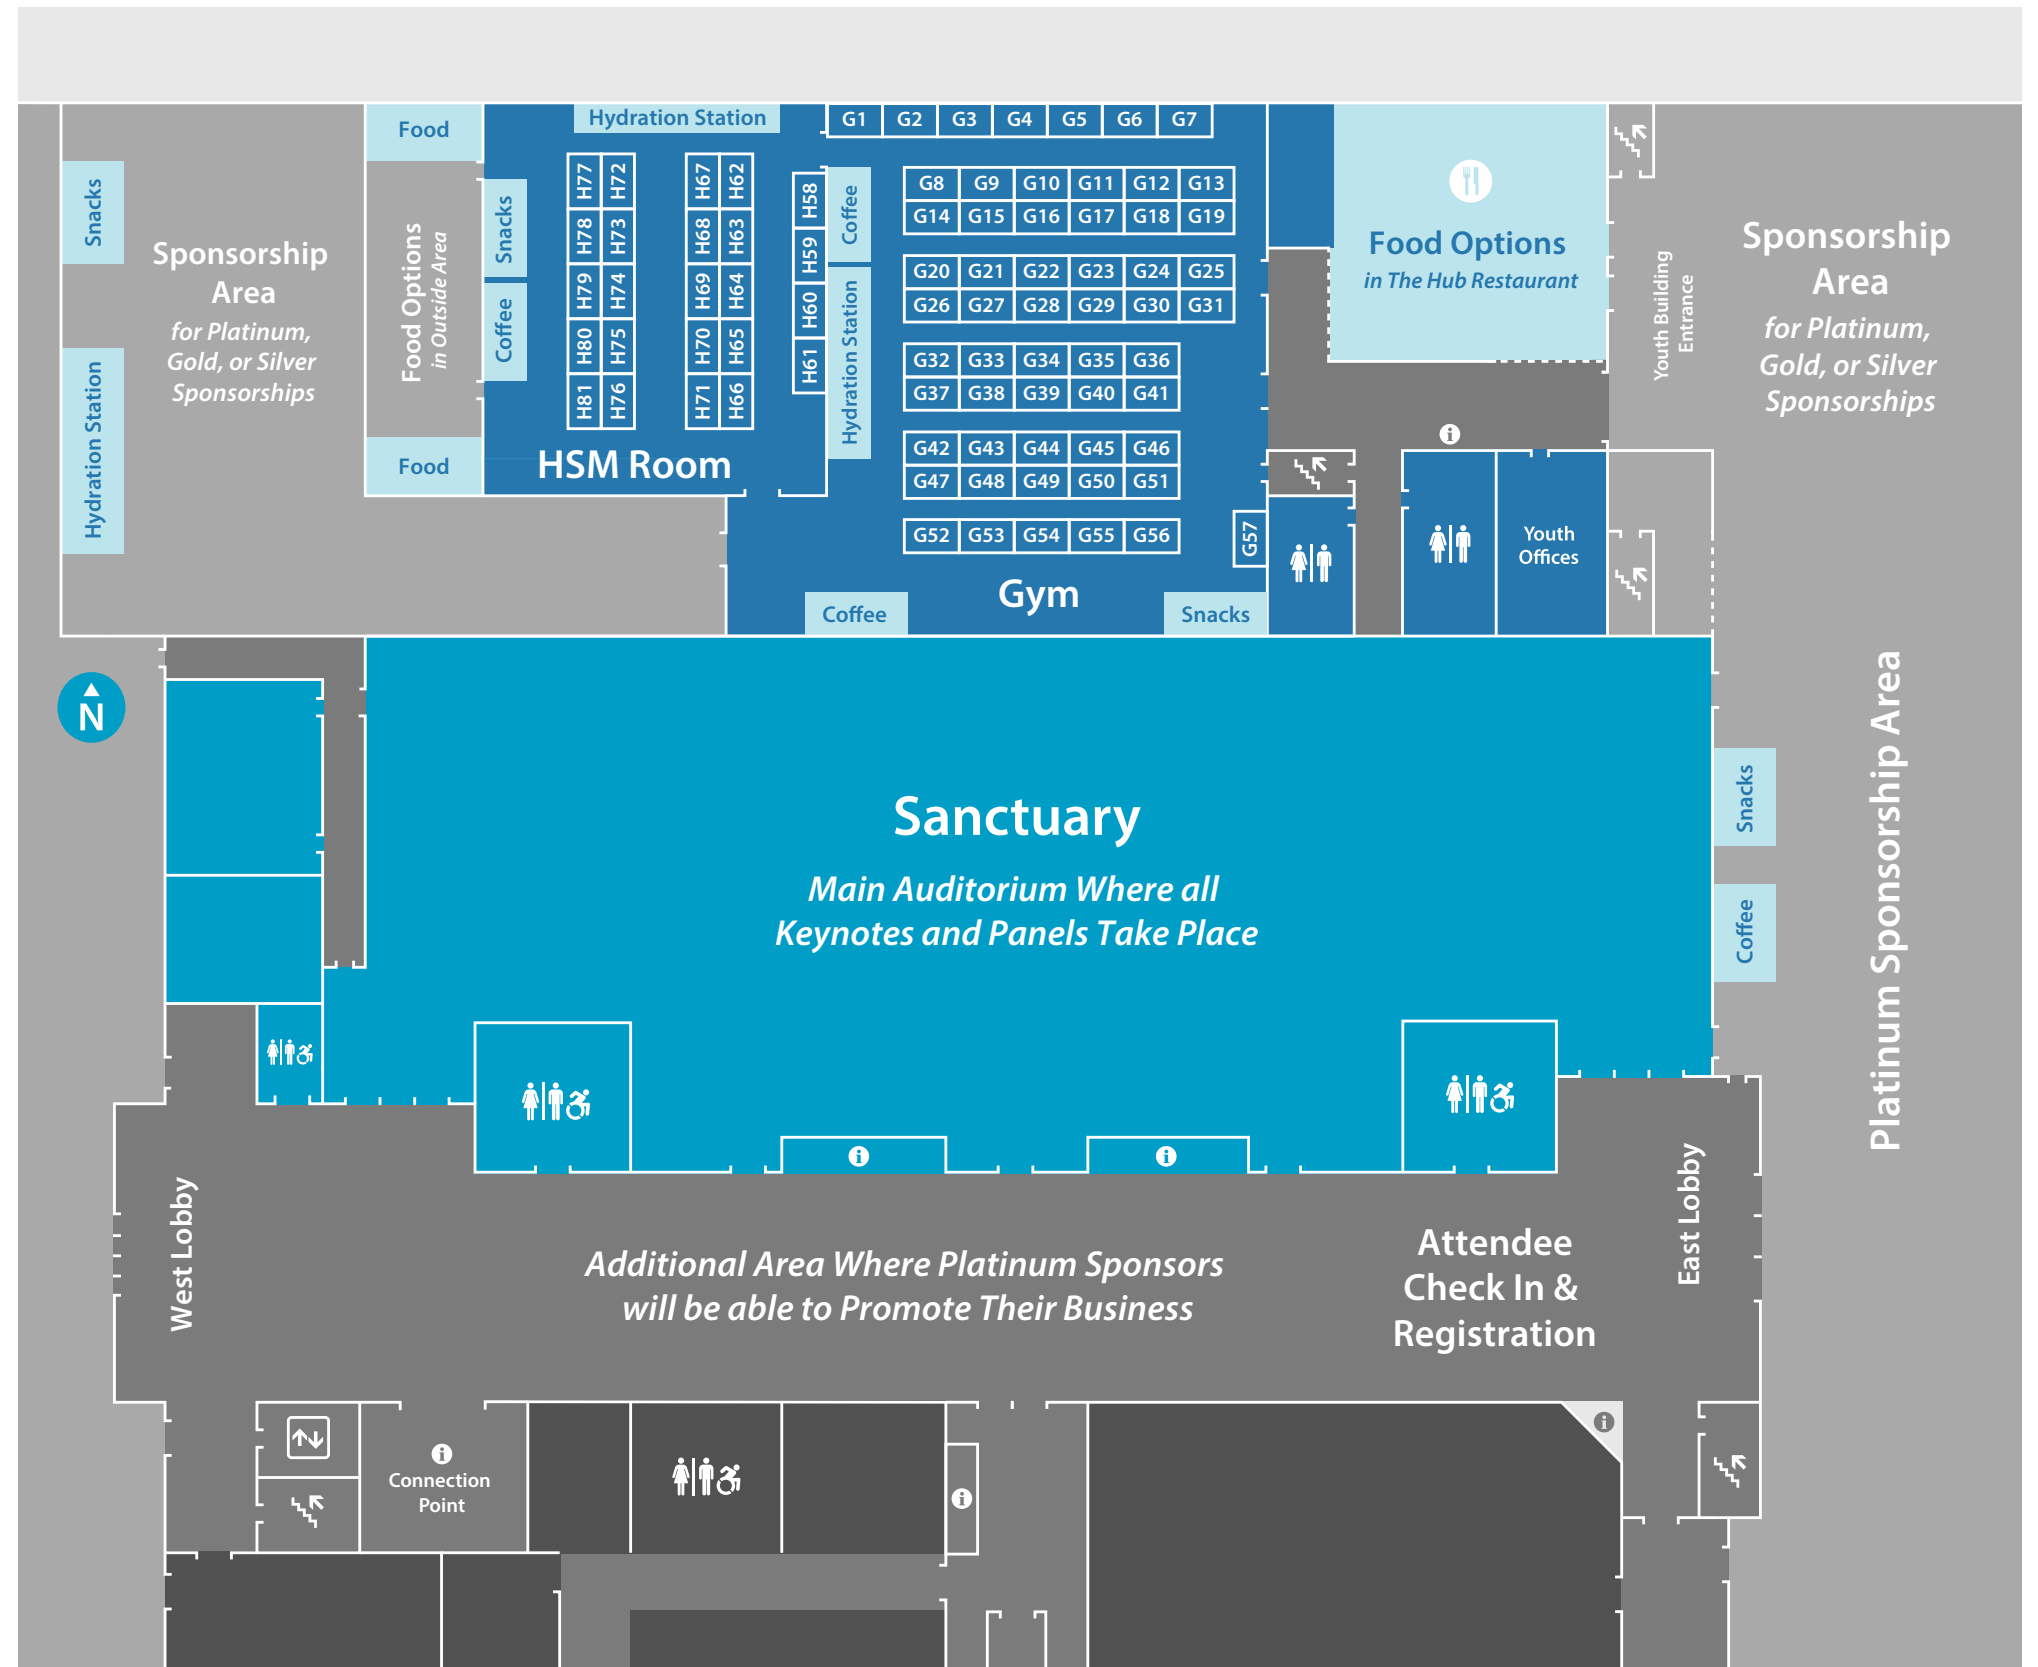 Hydration Station
G1 G2 G3 G4 G5 G6 G7
Food
Snacks
Hydration Station
Sponsorship
Area
for Platinum,
Gold, or Silver
Sponsorships
Food Options
in Outside Area
Food
Snacks
Coffee
H77 H72
H78 H73
H79 H74
H80 H75
H81 H76
H67 H62
H68 H63
H69 H64
H70 H65
H71 H66
H58
H59
H60
H61
HSM Room
Coffee
Hydration Station
G8 G9 G10 G11 G12 G13
G14 G15 G16 G17 G18 G19
G20 G21 G22 G23 G24 G25
G26 G27 G28 G29 G30 G31
G32 G33 G34 G35 G36
G37 G38 G39 G40 G41
G42 G43 G44 G45 G46
G47 G48 G49 G50 G51
G52 G53 G54 G55 G56
G57
Gym
Coffee
Snacks
Food Options
in The Hub Restaurant
Youth Building
Entrance
Sponsorship
Area
for Platinum,
Gold, or Silver
Sponsorships
i
Youth
Offices
N
Sanctuary
Main Auditorium Where all
Keynotes and Panels Take Place
Snacks
Coffee
Platinum Sponsorship Area
i
i
West Lobby
Additional Area Where Platinum Sponsors
will be able to Promote Their Business
Attendee
Check In &
Registration
East Lobby
i
Connection
Point
i
i